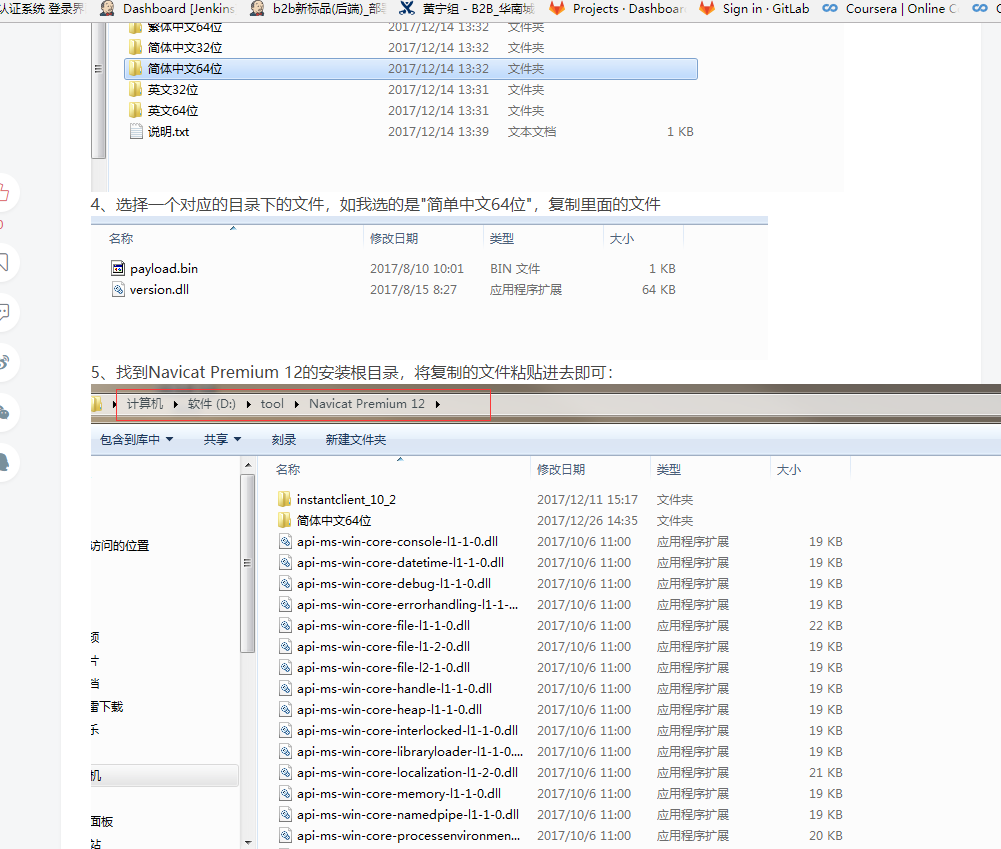 认证系统 登录界 Dashboard [Jenkins b2b新标品(后端)_部署 黄宁组 - B2B_华南城 Projects · Dashboar Sign in · GitLab Coursera | Online C
繁体中文64位 2017/12/14 13:32 文件夹
简体中文32位 2017/12/14 13:32 文件夹
简体中文64位 2017/12/14 13:32 文件夹
英文32位 2017/12/14 13:31 文件夹
英文64位 2017/12/14 13:31 文件夹
说明.txt 2017/12/14 13:39 文本文档 1 KB
4、选择一个对应的目录下的文件，如我选的是"简单中文64位"，复制里面的文件
名称 修改日期 类型 大小
payload.bin 2017/8/10 10:01 BIN 文件 1 KB
version.dll 2017/8/15 8:27 应用程序扩展 64 KB
5、找到Navicat Premium 12的安装根目录，将复制的文件粘贴进去即可：
计算机 软件 (D:) tool Navicat Premium 12
包含到库中 共享 刻录 新建文件夹
名称 修改日期 类型 大小
instantclient_10_2 2017/12/11 15:17 文件夹
简体中文64位 2017/12/26 14:35 文件夹
访问的位置 api-ms-win-core-console-l1-1-0.dll 2017/10/6 11:00 应用程序扩展 19 KB
api-ms-win-core-datetime-l1-1-0.dll 2017/10/6 11:00 应用程序扩展 19 KB
api-ms-win-core-debug-l1-1-0.dll 2017/10/6 11:00 应用程序扩展 19 KB
api-ms-win-core-errorhandling-l1-1-... 2017/10/6 11:00 应用程序扩展 19 KB
api-ms-win-core-file-l1-1-0.dll 2017/10/6 11:00 应用程序扩展 22 KB
频 api-ms-win-core-file-l1-2-0.dll 2017/10/6 11:00 应用程序扩展 19 KB
片 api-ms-win-core-file-l2-1-0.dll 2017/10/6 11:00 应用程序扩展 19 KB
档 api-ms-win-core-handle-l1-1-0.dll 2017/10/6 11:00 应用程序扩展 19 KB
雷下载 api-ms-win-core-heap-l1-1-0.dll 2017/10/6 11:00 应用程序扩展 19 KB
乐 api-ms-win-core-interlocked-l1-1-0.dll 2017/10/6 11:00 应用程序扩展 19 KB
api-ms-win-core-libraryloader-l1-1-0.... 2017/10/6 11:00 应用程序扩展 19 KB
机 api-ms-win-core-localization-l1-2-0.dll 2017/10/6 11:00 应用程序扩展 21 KB
api-ms-win-core-memory-l1-1-0.dll 2017/10/6 11:00 应用程序扩展 19 KB
面板 api-ms-win-core-namedpipe-l1-1-0.dll 2017/10/6 11:00 应用程序扩展 19 KB
站 api-ms-win-core-processenvironmen... 2017/10/6 11:00 应用程序扩展 20 KB